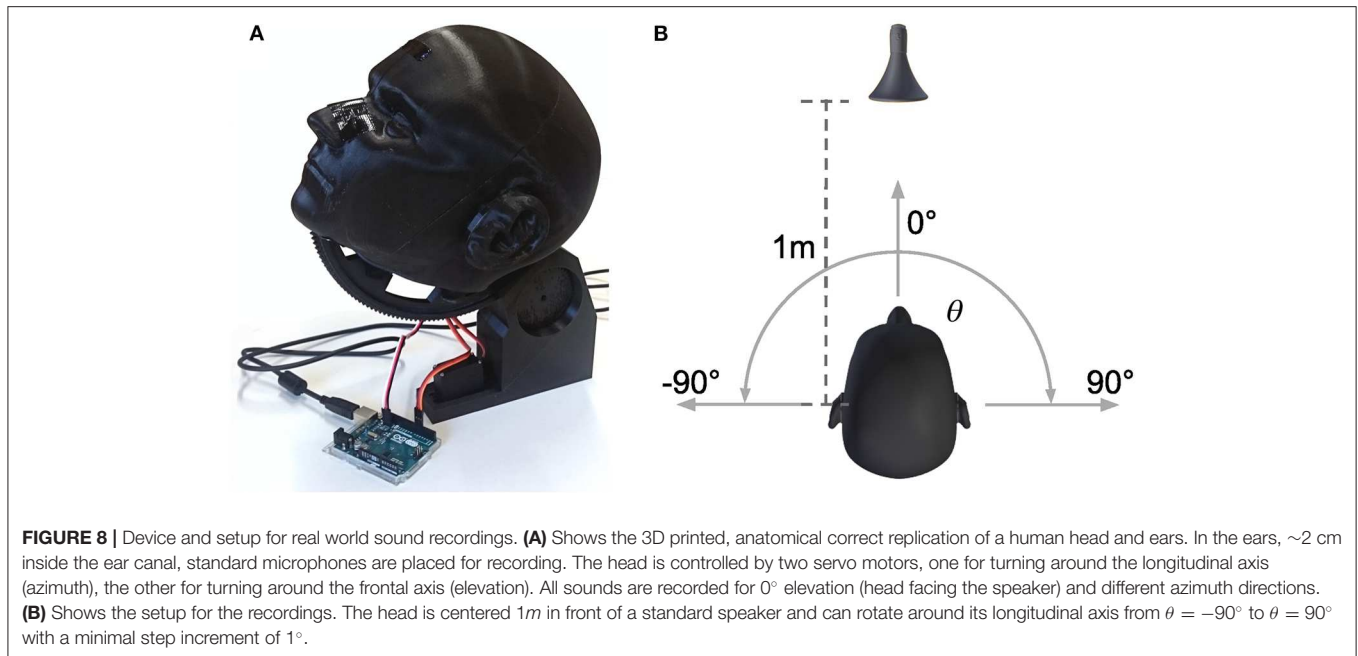 A
B
0°
1m
θ
-90°
90°
FIGURE 8 | Device and setup for real world sound recordings. (A) Shows the 3D printed, anatomical correct replication of a human head and ears. In the ears, ∼2 cm
inside the ear canal, standard microphones are placed for recording. The head is controlled by two servo motors, one for turning around the longitudinal axis
(azimuth), the other for turning around the frontal axis (elevation). All sounds are recorded for 0° elevation (head facing the speaker) and different azimuth directions.
(B) Shows the setup for the recordings. The head is centered 1m in front of a standard speaker and can rotate around its longitudinal axis from θ = −90° to θ = 90°
with a minimal step increment of 1°.